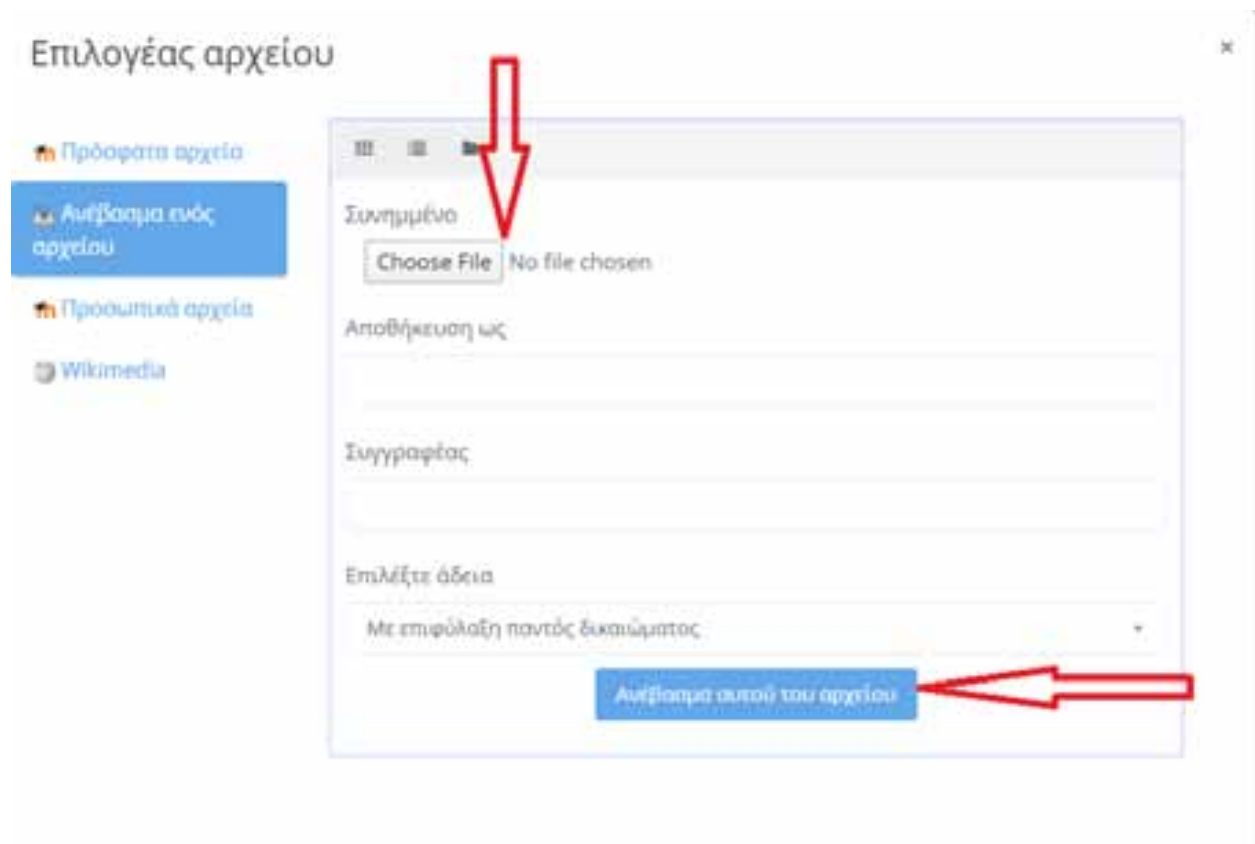 Επιλογέας αρχείου
×
Πρόσφατα αρχεία
Ανέβασμα ενός
αρχείου
Προσωπικά αρχεία
Wikimedia
Συνημμένο
Choose File No file chosen
Αποθήκευση ως
Συγγραφέας
Επιλέξτε άδεια
Με επιφύλαξη παντός δικαιώματος
Ανέβασμα αυτού του αρχείου